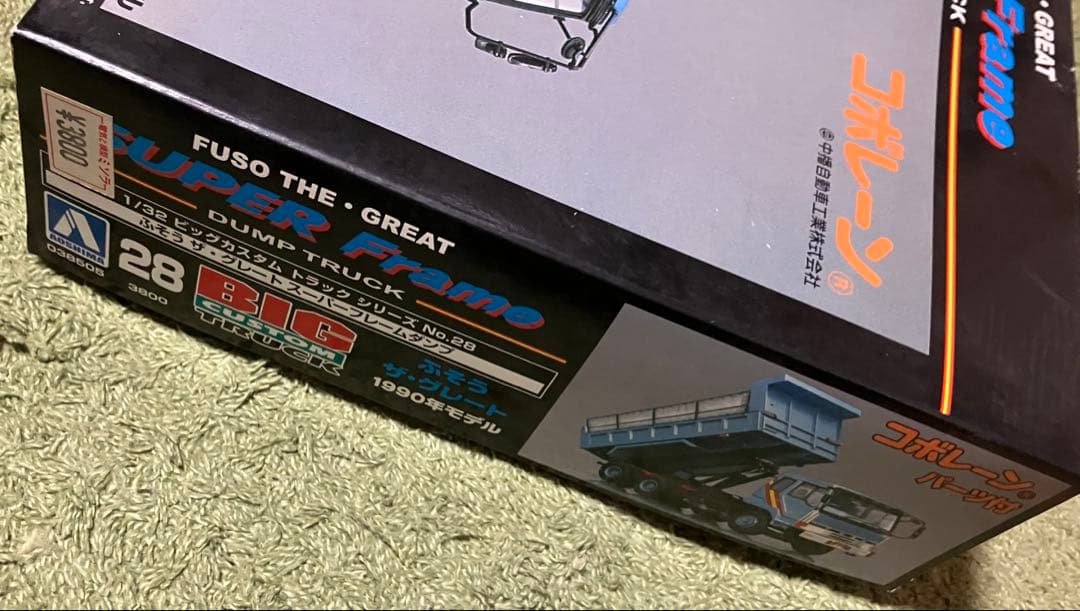 ・GREAT
Frame
CK
コボレーン®
©中増自動車工業株式会社
¥3800
FUSO THE・GREAT
SUPER Frame
DUMP TRUCK
1/32 ビッグカスタム トラック シリーズ No.28
ふそう ザ・グレートスーパーフレームダンプ
AOSHIMA
038505
28
3800
BIG
CUSTOM
TRUCK
ふそう
ザ・グレート
1990年モデル
コボレーン®
パーツ付